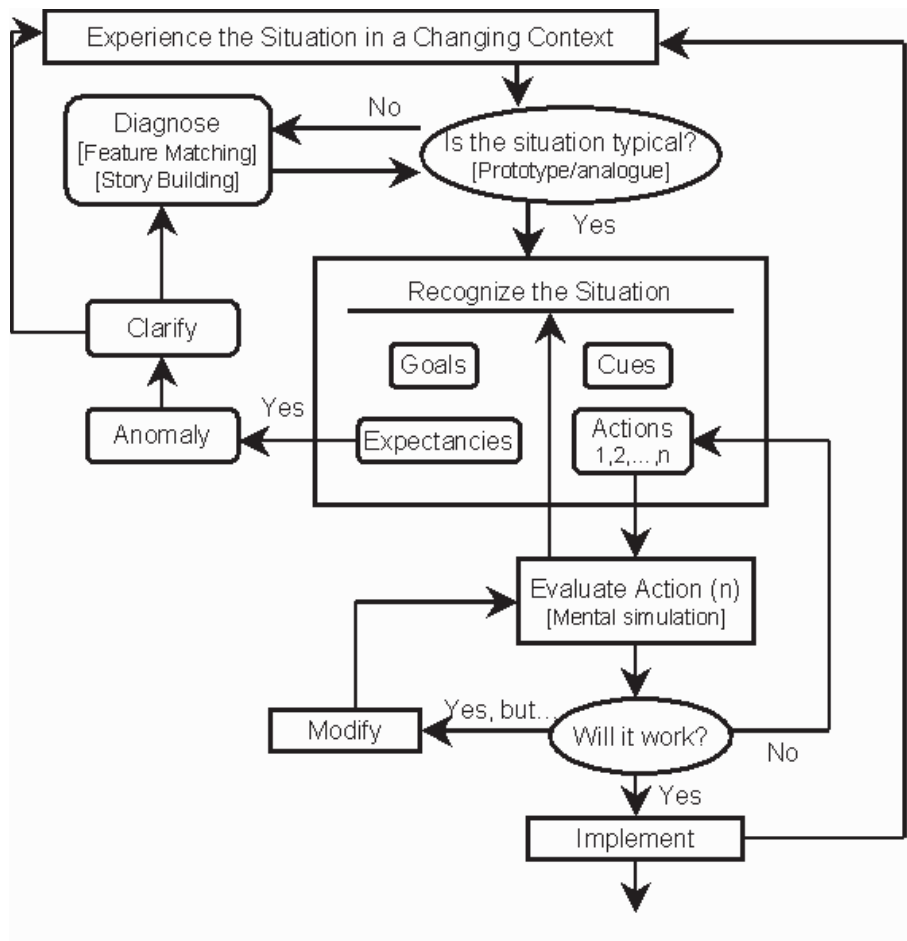 Experience the Situation in a Changing Context
No
Diagnose
[Feature Matching]
[Story Building]
Is the situation typical?
[Prototype/analogue]
Yes
Recognize the Situation
Clarify
Goals
Cues
Yes
Anomaly
Expectancies
Actions
1,2,...,n
Evaluate Action (n)
[Mental simulation]
Yes, but...
Modify
Will it work?
No
Yes
Implement